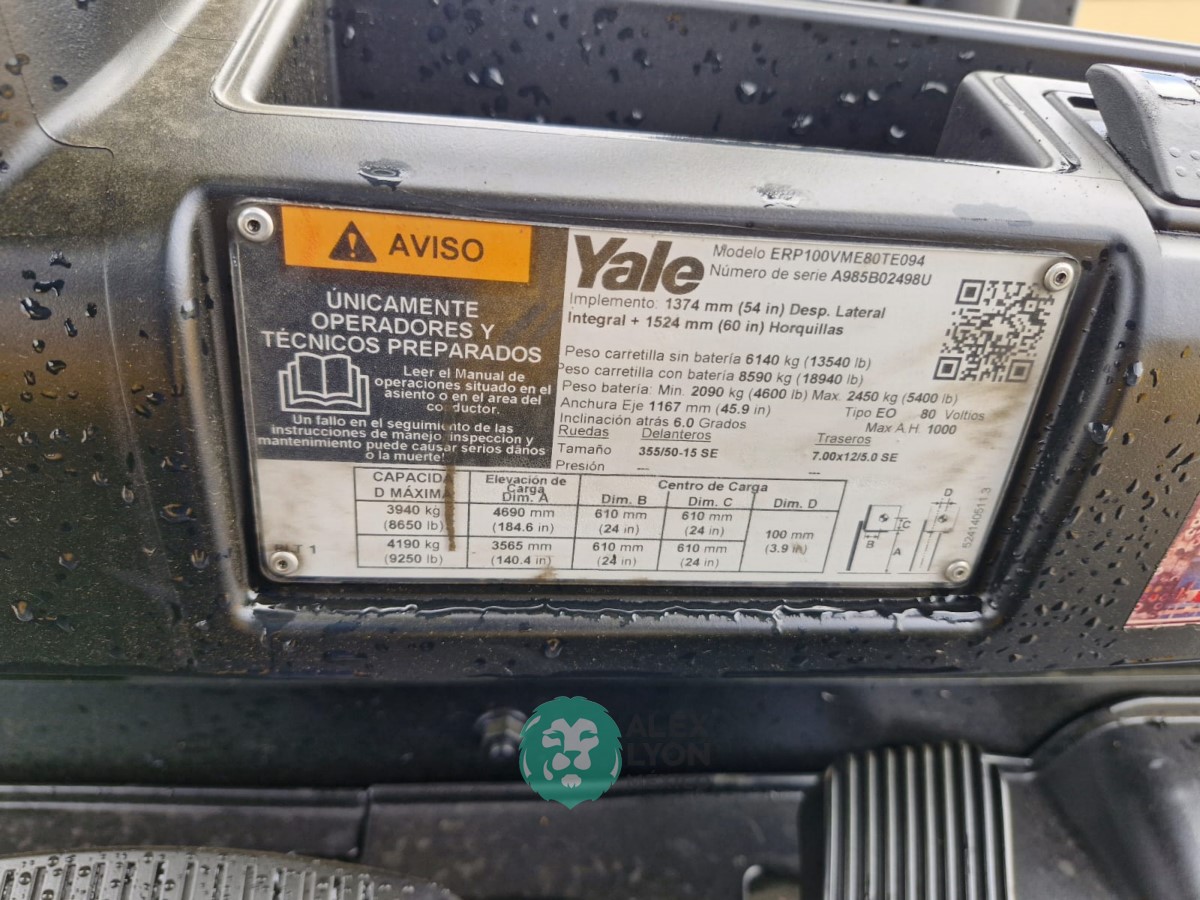 AVISO
ÚNICAMENTE
OPERADORES Y
TÉCNICOS PREPARADOS
Leer el Manual de
operaciones situado en el
asiento o en el area del
conductor.
Un fallo en el seguimiento de las
instrucciones de manejo, inspeccion y
mantenimiento puede causar serios daños
o la muerte!
Yale
Modelo ERP100VME80TE094
Número de serie A985B02498U
Implemento: 1374 mm (54 in) Desp. Lateral
Integral + 1524 mm (60 in) Horquillas
Peso carretilla sin batería 6140 kg (13540 lb)
Peso carretilla con batería 8590 kg (18940 lb)
Peso batería: Min. 2090 kg (4600 lb) Max. 2450 kg (5400 lb)
Anchura Eje 1167 mm (45.9 in) Tipo EO 80 Voltios
Inclinación atrás 6.0 Grados Max A.H. 1000
Ruedas Delanteros Traseros
Tamaño 355/50-15 SE 7.00x12/5.0 SE
Presión --- ---
CAPACIDA Elevación de Centro de Carga
D MÁXIMA Carga Dim. A Dim. B Dim. C Dim. D
3940 kg 4690 mm 610 mm 610 mm 100 mm
(8650 lb) (184.6 in) (24 in) (24 in) (3.9 in)
4190 kg 3565 mm 610 mm 610 mm
(9250 lb) (140.4 in) (24 in) (24 in)
D
B
C
A
524140511.3
1
ALEX
LYON